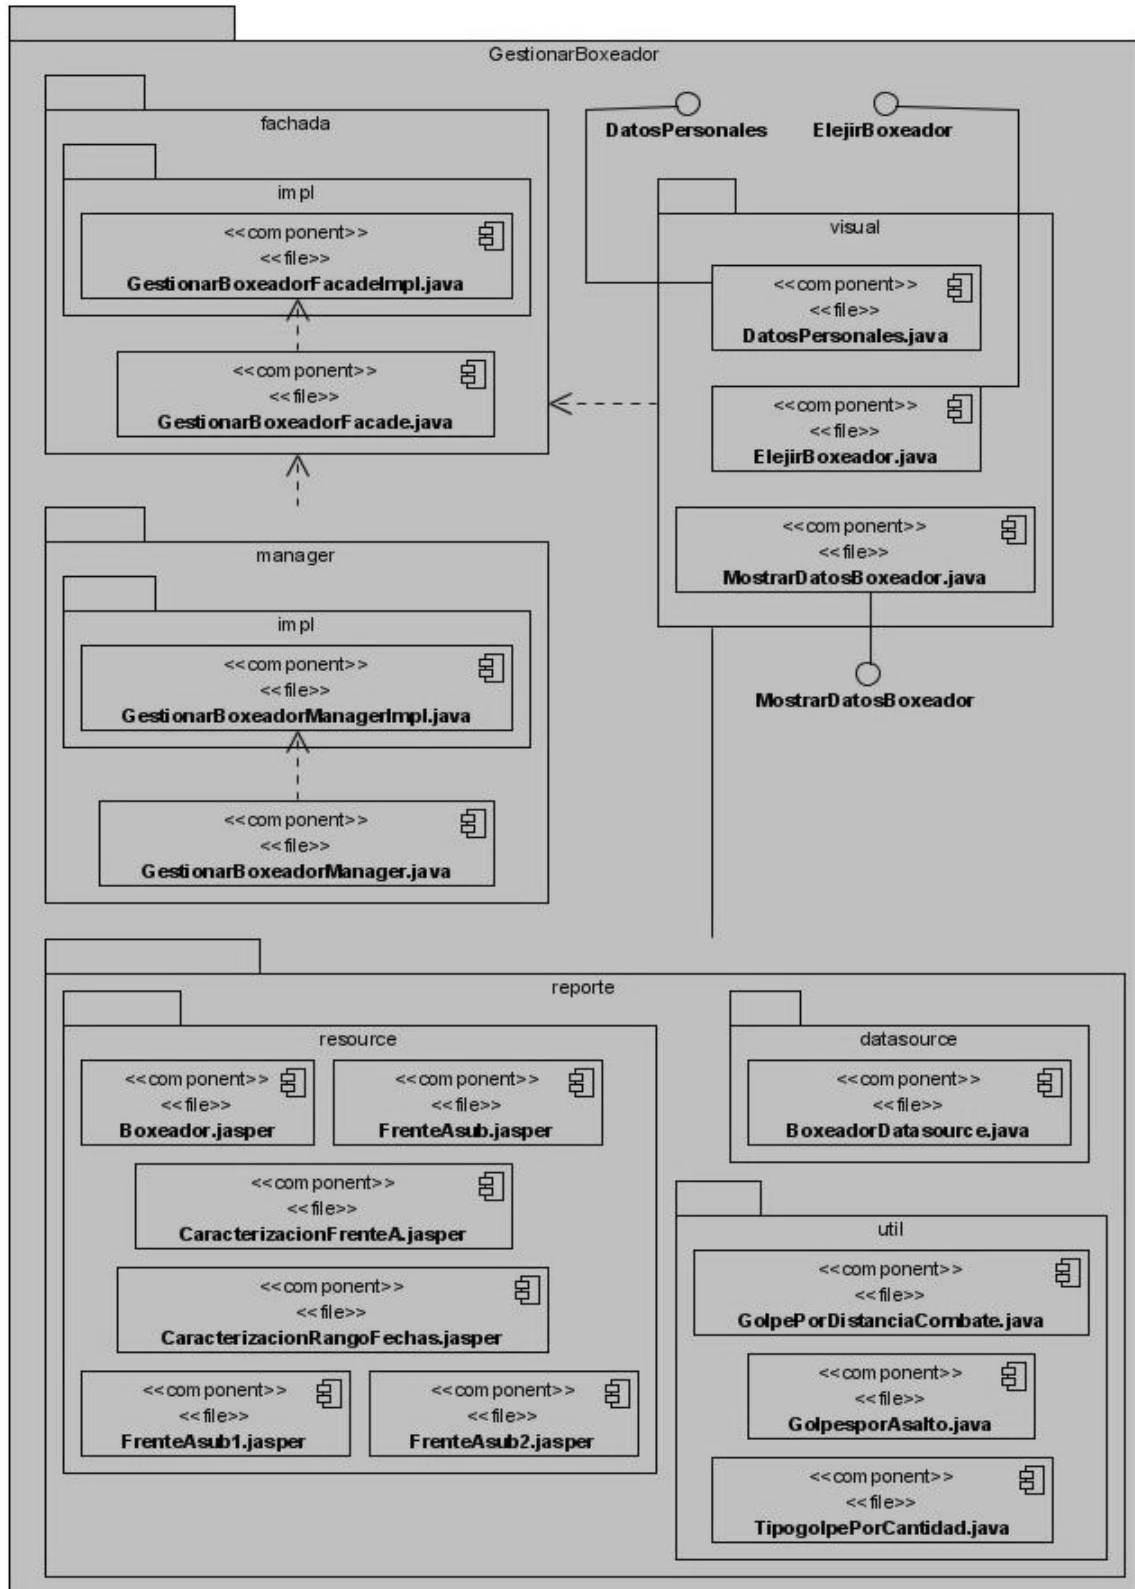 GestionarBoxeador
fachada
impl
<<component>>
<<file>>
GestionarBoxeadorFacadeImpl.java
<<component>>
<<file>>
GestionarBoxeadorFacade.java
DatosPersonales
ElejirBoxeador
visual
<<component>>
<<file>>
DatosPersonales.java
<<component>>
<<file>>
ElejirBoxeador.java
<<component>>
<<file>>
MostrarDatosBoxeador.java
MostrarDatosBoxeador
manager
impl
<<component>>
<<file>>
GestionarBoxeadorManagerImpl.java
<<component>>
<<file>>
GestionarBoxeadorManager.java
reporte
resource
<<component>>
<<file>>
Boxeador.jasper
<<component>>
<<file>>
FrenteAsub.jasper
<<component>>
<<file>>
CaracterizacionFrenteA.jasper
<<component>>
<<file>>
CaracterizacionRangoFechas.jasper
<<component>>
<<file>>
FrenteAsub1.jasper
<<component>>
<<file>>
FrenteAsub2.jasper
datasource
<<component>>
<<file>>
BoxeadorDatasource.java
util
<<component>>
<<file>>
GolpePorDistanciaCombate.java
<<component>>
<<file>>
GolpesporAsalto.java
<<component>>
<<file>>
TipogolpePorCantidad.java